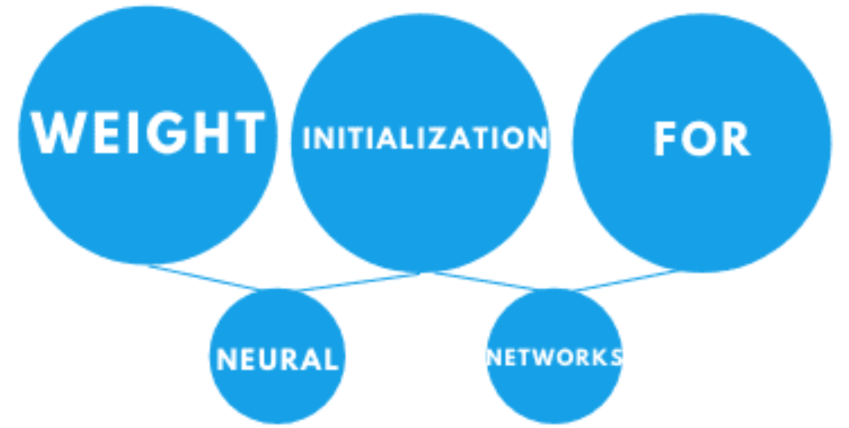 WEIGHT INITIALIZATION FOR
NEURAL NETWORKS